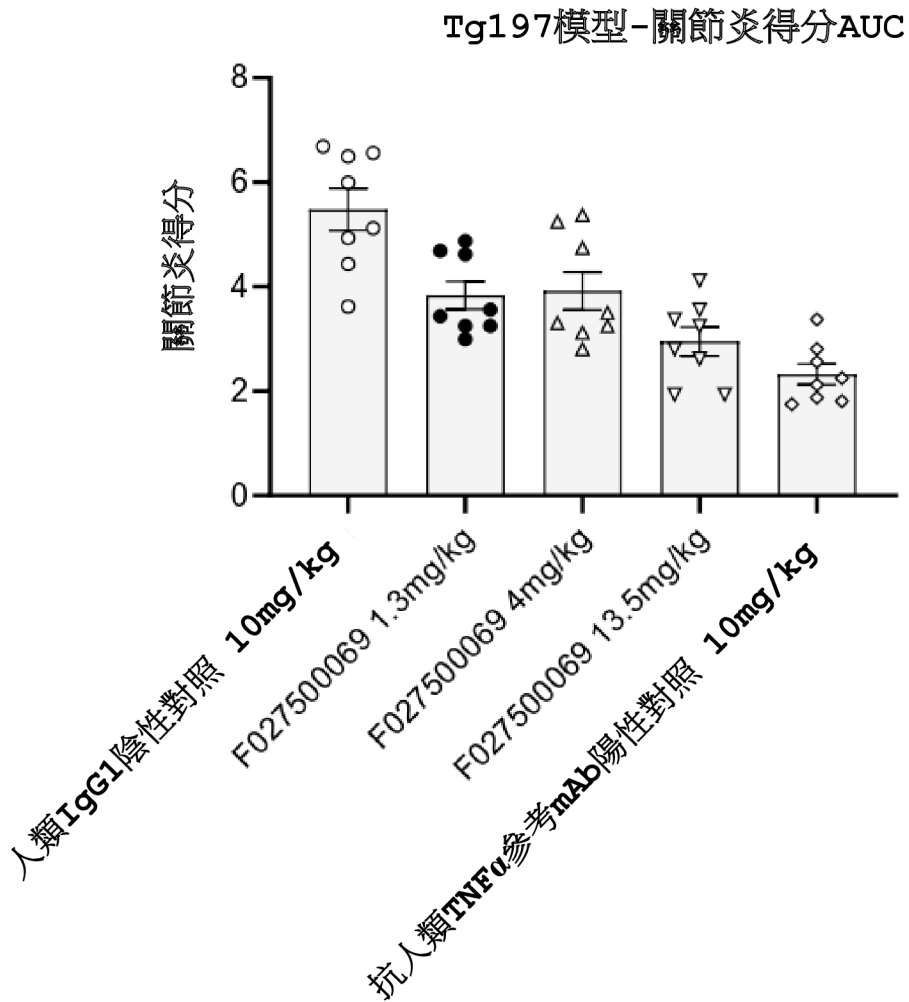 Tg197模型-關節炎得分AUC
關節炎得分
8
6
4
2
0
人類IgG1陰性對照 10mg/kg
F027500069 1.3mg/kg
F027500069 4mg/kg
F027500069 13.5mg/kg
抗人類TNFα參考mAb陽性對照 10mg/kg